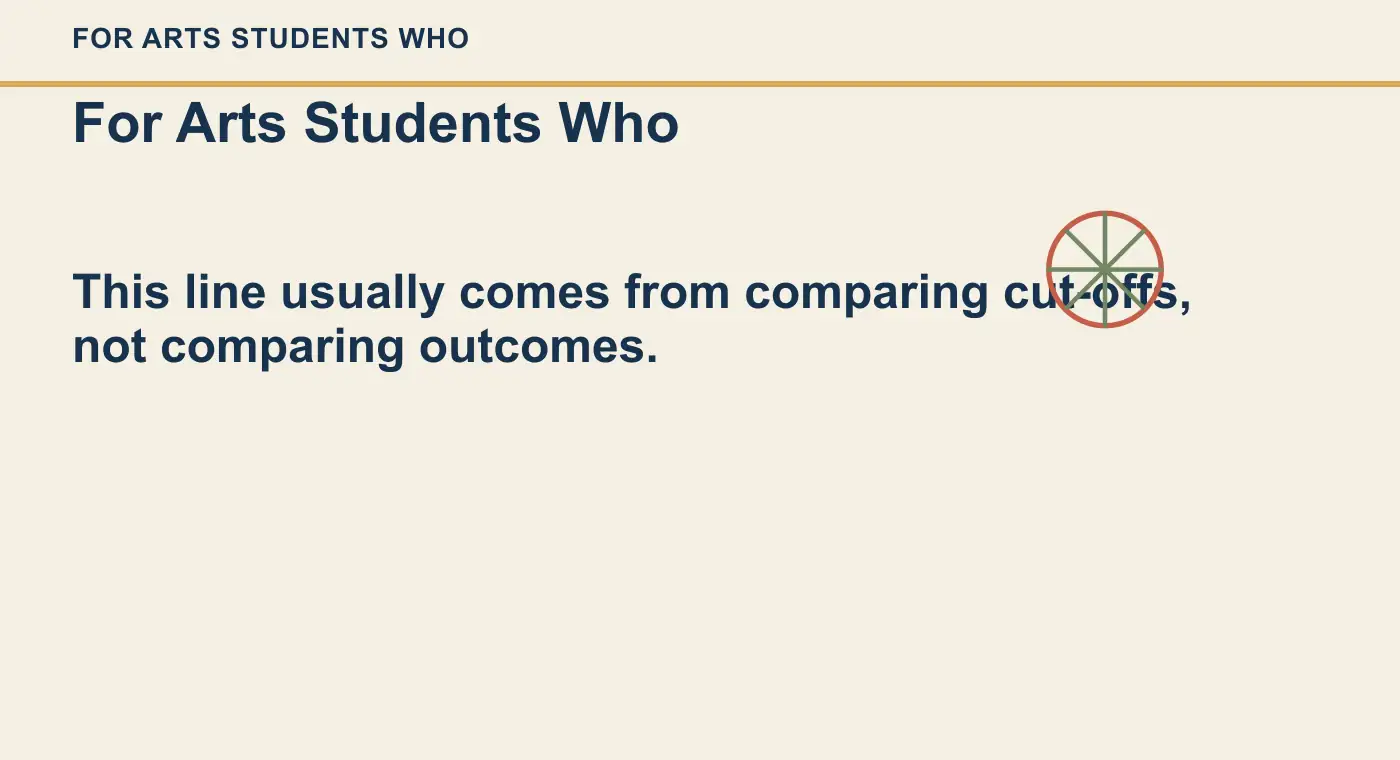 FOR ARTS STUDENTS WHO
For Arts Students Who
This line usually comes from comparing cut-offs,
not comparing outcomes.